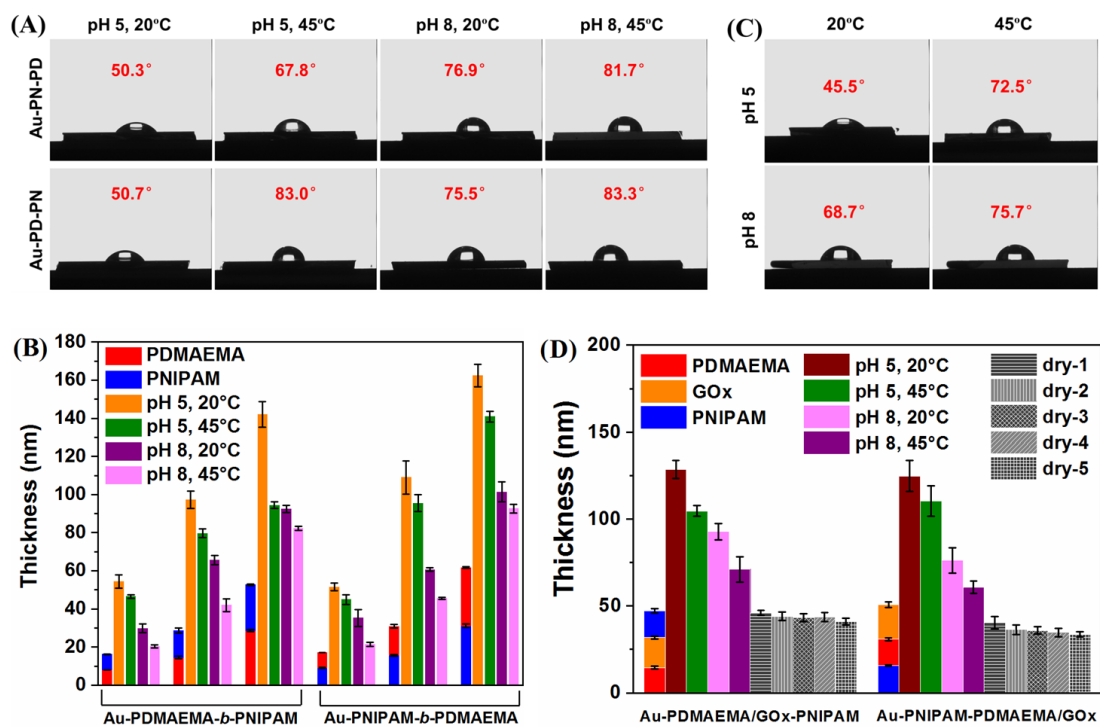 (A)
pH 5, 20°C pH 5, 45°C pH 8, 20°C pH 8, 45°C
Au-PN-PD
50.3° 67.8° 76.9° 81.7°
Au-PD-PN
50.7° 83.0° 75.5° 83.3°
(C)
20°C 45°C
pH 5
45.5° 72.5°
pH 8
68.7° 75.7°
(B)
Thickness (nm)
180
160
140
120
100
80
60
40
20
0
PDMAEMA
PNIPAM
pH 5, 20°C
pH 5, 45°C
pH 8, 20°C
pH 8, 45°C
Au-PDMAEMA-b-PNIPAM Au-PNIPAM-b-PDMAEMA
(D)
Thickness (nm)
200
150
100
50
0
PDMAEMA
GOx
PNIPAM
pH 5, 20°C
pH 5, 45°C
pH 8, 20°C
pH 8, 45°C
dry-1
dry-2
dry-3
dry-4
dry-5
Au-PDMAEMA/GOx-PNIPAM Au-PNIPAM-PDMAEMA/GOx